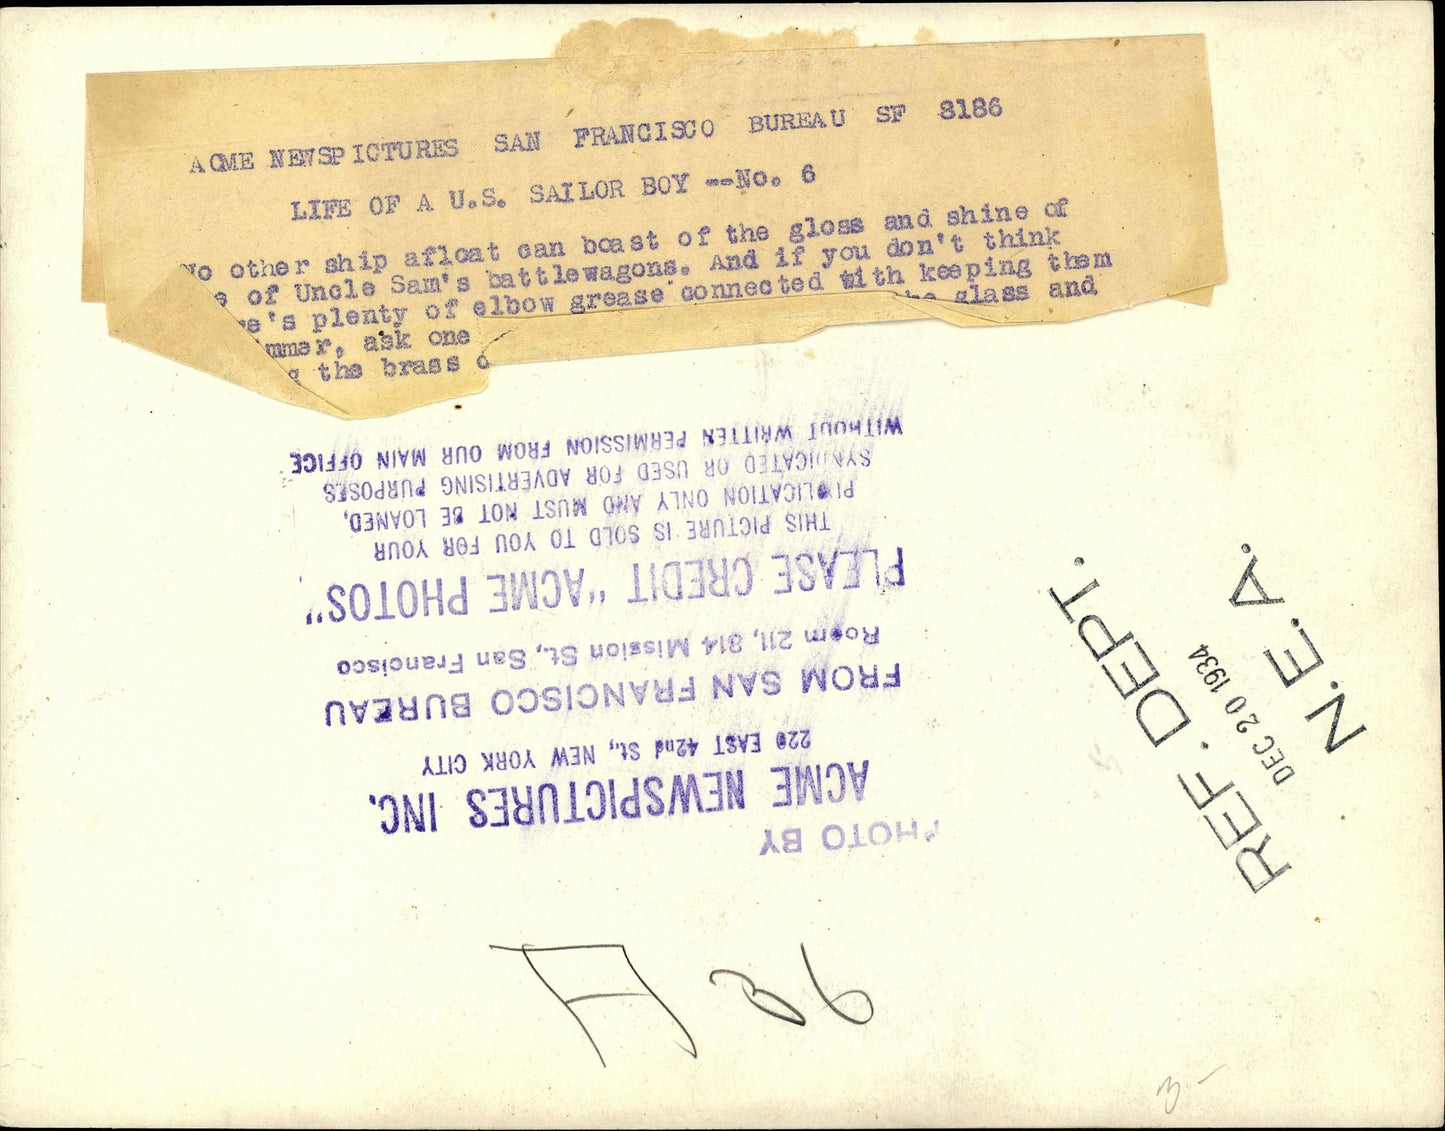 ACME NEWSPICTURES SAN FRANCISCO BUREAU SF 8186
LIFE OF A U.S. SAILOR BOY --No. 6
No other ship afloat can boast of the gloss and shine of
of Uncle Sam's battlewagons. And if you don't think
plenty of elbow grease connected with keeping them
ask one the glass and
the brass
WITHOUT WRITTEN PERMISSION FROM OUR MAIN OFFICE
SYNDICATED OR USED FOR ADVERTISING PURPOSES
PUBLICATION ONLY AND MUST NOT BE LOANED,
THIS PICTURE IS SOLD TO YOU FOR YOUR
PLEASE CREDIT "ACME PHOTOS"
Room 211, 814 Mission St., San Francisco
FROM SAN FRANCISCO BUREAU
220 EAST 42nd St., NEW YORK CITY
ACME NEWSPICTURES INC.
PHOTO BY
REF. DEPT.
DEC 20 1934
N.E.A.
A 36